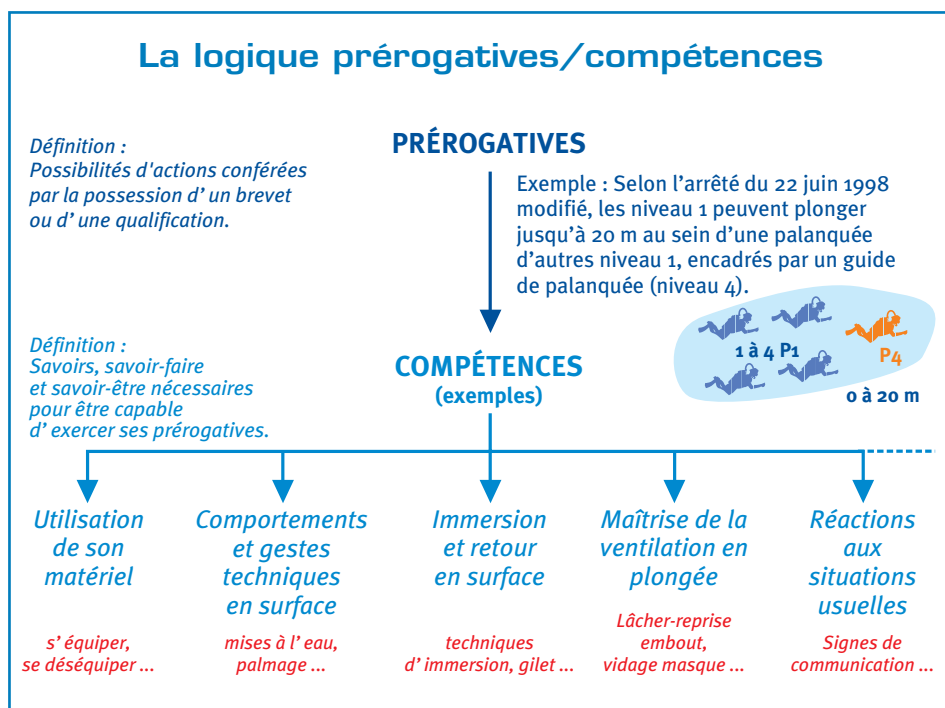 La logique prérogatives/compétences
Définition :
Possibilités d'actions conférées
par la possession d' un brevet
ou d' une qualification.
PRÉROGATIVES
Exemple : Selon l'arrêté du 22 juin 1998
modifié, les niveau 1 peuvent plonger
jusqu'à 20 m au sein d'une palanquée
d'autres niveau 1, encadrés par un guide
de palanquée (niveau 4).
1 à 4 P1
P4
0 à 20 m
Définition :
Savoirs, savoir-faire
et savoir-être nécessaires
pour être capable
d' exercer ses prérogatives.
COMPÉTENCES
(exemples)
Utilisation
de son
matériel
s' équiper,
se déséquiper ...
Comportements
et gestes
techniques
en surface
mises à l' eau,
palmage ...
Immersion
et retour
en surface
techniques
d' immersion, gilet ...
Maîtrise de la
ventilation en
plongée
Lâcher-reprise
embout,
vidage masque ...
Réactions
aux
situations
usuelles
Signes de
communication ...